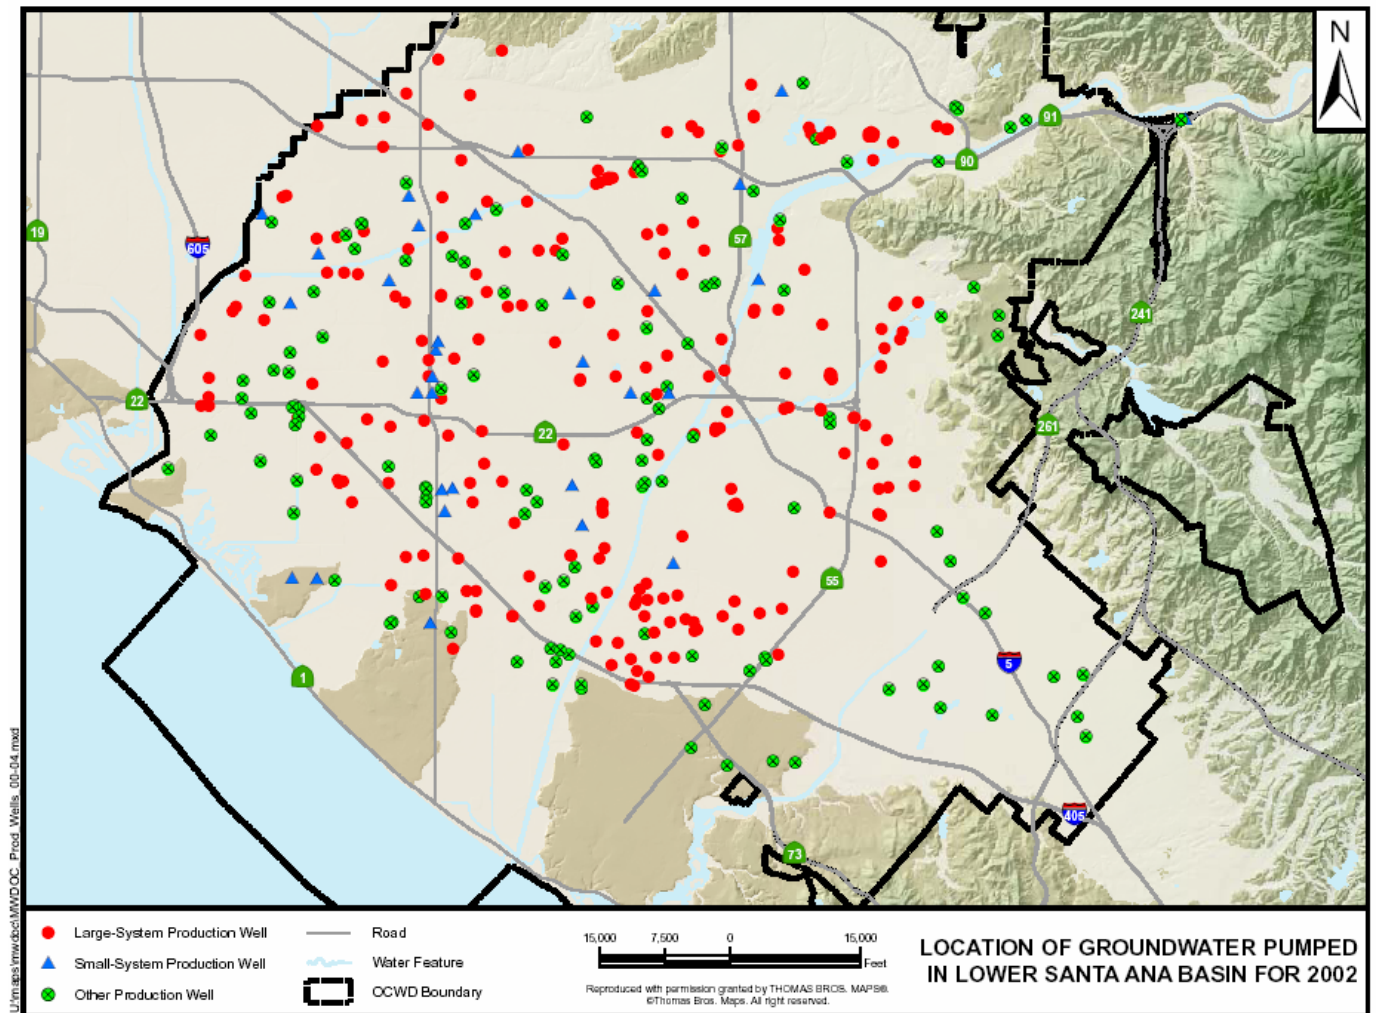 N
91
90
19
605
57
241
22
22
261
55
5
1
405
73
U:\maps\mwdoc\MWDOC_Prod_Wells_00-04.mxd
Large-System Production Well
Small-System Production Well
Other Production Well
Road
Water Feature
OCWD Boundary
15,000 7,500 0 15,000
Feet
Reproduced with permission granted by THOMAS BROS. MAPS®.
©Thomas Bros. Maps. All right reserved.
LOCATION OF GROUNDWATER PUMPED
IN LOWER SANTA ANA BASIN FOR 2002